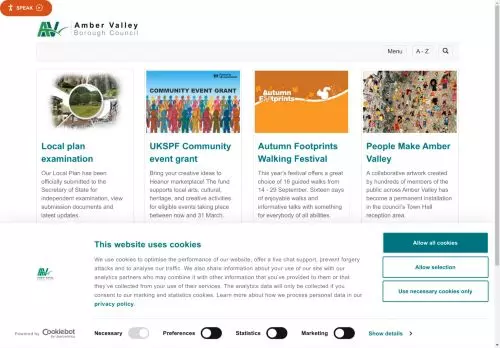 SPEAK
Amber Valley
Borough Council
Menu
A - Z
COMMUNITY EVENT GRANT
Autumn
Footprints
Local plan
examination
Our Local Plan has been
officially submitted to the
Secretary of State for
independent examination, view
submission documents and
latest updates.
UKSPF Community
event grant
Bring your creative ideas to
Heanor marketplace! The fund
supports local arts, cultural,
heritage, and creative activities
for eligible events taking place
between now and 31 March.
Autumn Footprints
Walking Festival
This year's festival offers a great
choice of 16 guided walks from
14 - 29 September. Sixteen days
of enjoyable walks and
informative talks with something
for everybody of all abilities.
People Make Amber
Valley
A collaborative artwork created
by hundreds of members of the
public across Amber Valley has
become a permanent installation
in the council's Town Hall
reception area.
This website uses cookies
We use cookies to optimise the performance of our website, offer a live chat support, prevent forgery
attacks and to analyse our traffic. We also share information about your use of our site with our
analytics partners who may combine it with other information that you've provided to them or that
they've collected from your use of their services. The analytics data will only be collected if you
consent to our marketing and statistics cookies. Learn more about how we process personal data in our
privacy policy.
Allow all cookies
Allow selection
Use necessary cookies only
Powered by Cookiebot
by Usercentrics
Necessary
Preferences
Statistics
Marketing
Show details